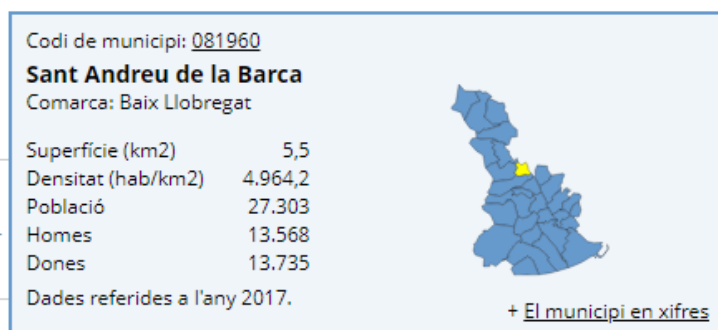 Codi de municipi: 081960
Sant Andreu de la Barca
Comarca: Baix Llobregat
Superfície (km2) 5,5
Densitat (hab/km2) 4.964,2
Població 27.303
Homes 13.568
Dones 13.735
Dades referides a l'any 2017.
+ El municipi en xifres